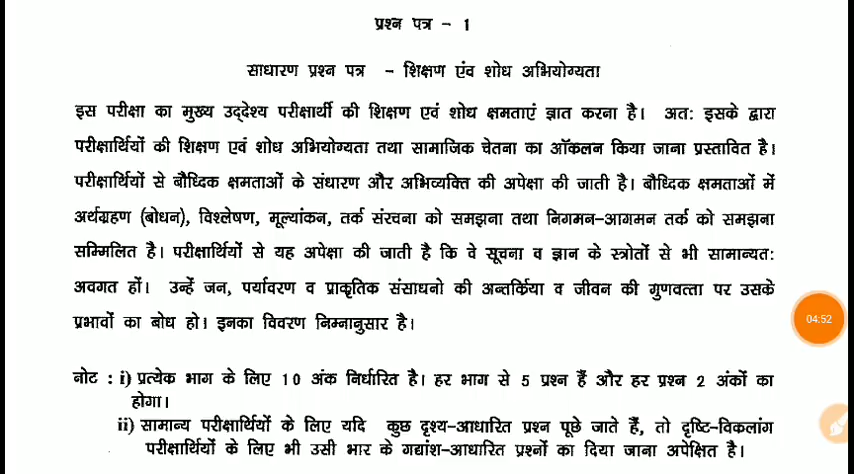 प्रश्न पत्र - 1
साधारण प्रश्न पत्र - शिक्षण एंव शोध अभियोग्यता
इस परीक्षा का मुख्य उद्देश्य परीक्षार्थी की शिक्षण एवं शोध क्षमताएं ज्ञात करना है। अत: इसके द्वारा
परीक्षार्थियों की शिक्षण एवं शोध अभियोग्यता तथा सामाजिक चेतना का ऑकलन किया जाना प्रस्तावित है।
परीक्षार्थियों से बौध्दिक क्षमताओं के संधारण और अभिव्यक्ति की अपेक्षा की जाती है। बौध्दिक क्षमताओं में
अर्थग्रहण (बोधन), विश्लेषण, मूल्यांकन, तर्क संरचना को समझना तथा निगमन-आगमन तर्क को समझना
सम्मिलित है। परीक्षार्थियों से यह अपेक्षा की जाती है कि वे सूचना व ज्ञान के स्त्रोतों से भी सामान्यत:
अवगत हों। उन्हें जन, पर्यावरण व प्राकृतिक संसाधनो की अन्तर्क्रिया व जीवन की गुणवत्ता पर उसके
प्रभावों का बोध हो। इनका विवरण निम्नानुसार है।
नोट : i) प्रत्येक भाग के लिए 10 अंक निर्धारित है। हर भाग से 5 प्रश्न हैं और हर प्रश्न 2 अंकों का
होगा।
ii) सामान्य परीक्षार्थियों के लिए यदि कुछ दृश्य-आधारित प्रश्न पूछे जाते हैं, तो दृष्टि-विकलांग
परीक्षार्थियों के लिए भी उसी भार के गद्यांश-आधारित प्रश्नों का दिया जाना अपेक्षित है।
04:52